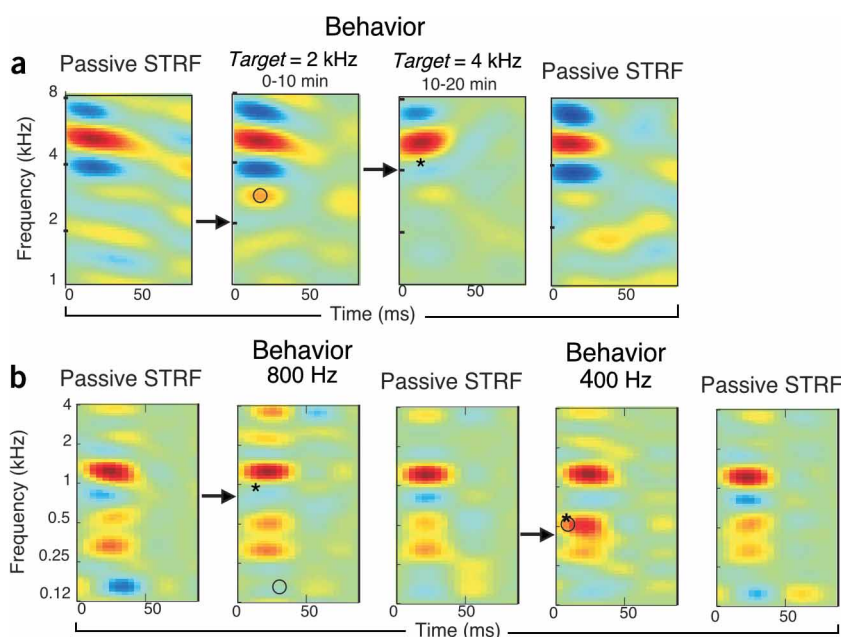 Behavior
a
Passive STRF
Target = 2 kHz
0-10 min
Target = 4 kHz
10-20 min
Passive STRF
Frequency (kHz)
8
4
2
1
*
0
50
0
50
0
50
0
50
Time (ms)
b
Passive STRF
Behavior
800 Hz
Passive STRF
Behavior
400 Hz
Passive STRF
Frequency (kHz)
4
2
1
0.5
0.25
0.12
*
*
50
0
50
0
50
0
50
0
50
Time (ms)